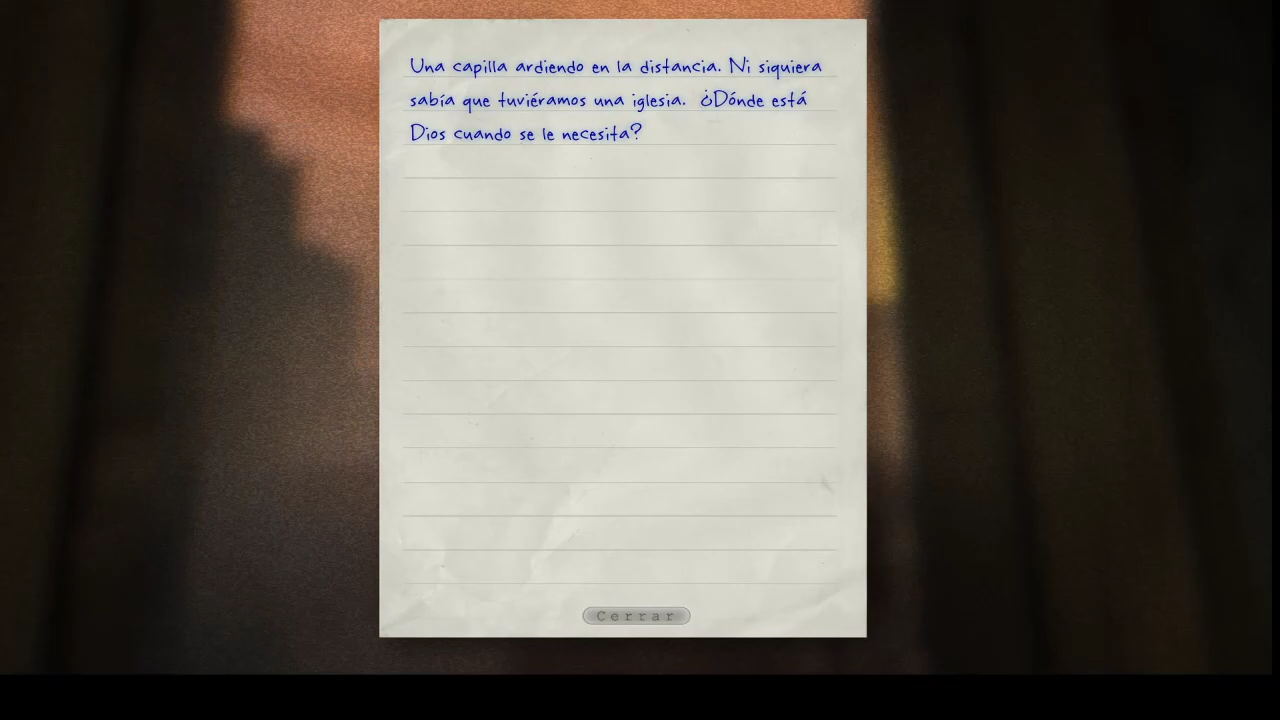 Una capilla ardiendo en la distancia. Ni siquiera
sabía que tuviéramos una iglesia. ¿Dónde está
Dios cuando se le necesita?
Cerrar